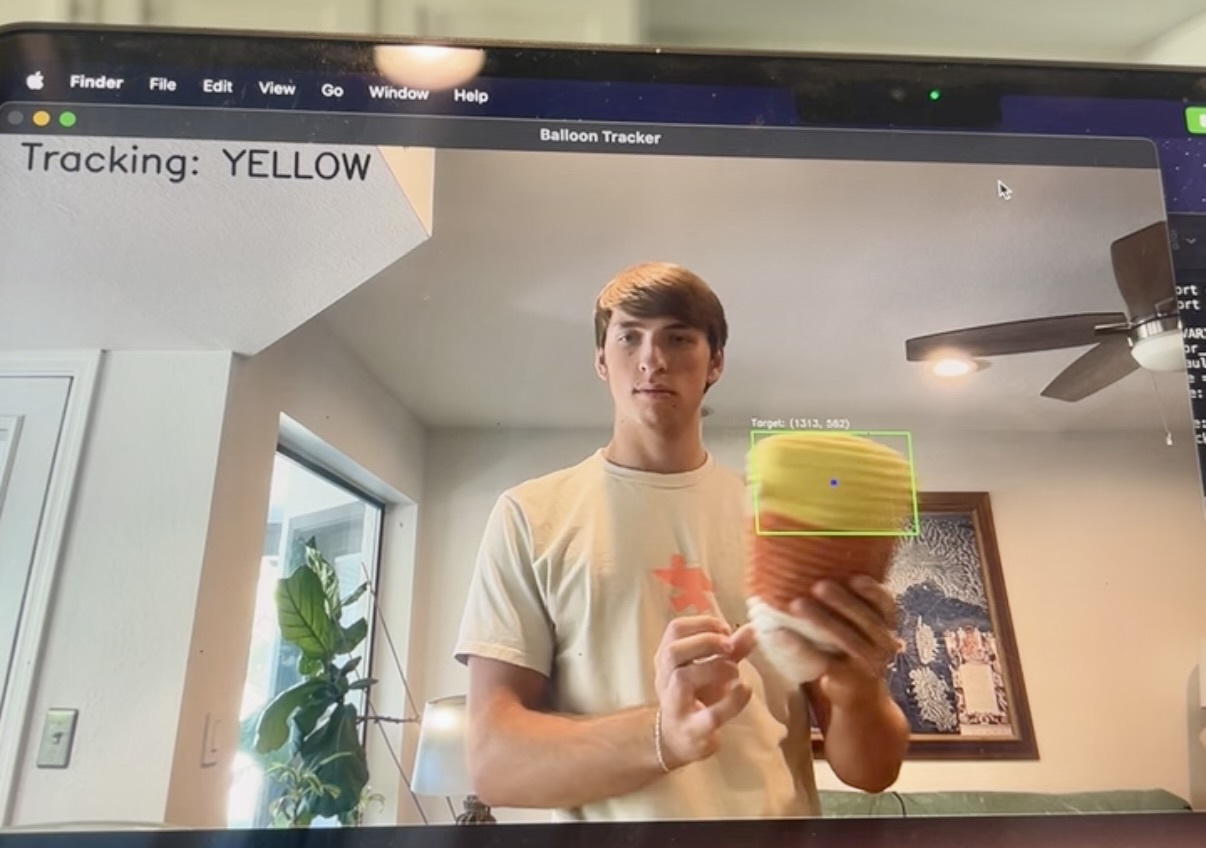 Finder File Edit View Go Window Help
Balloon Tracker
Tracking: YELLOW
Target: (1313, 562)